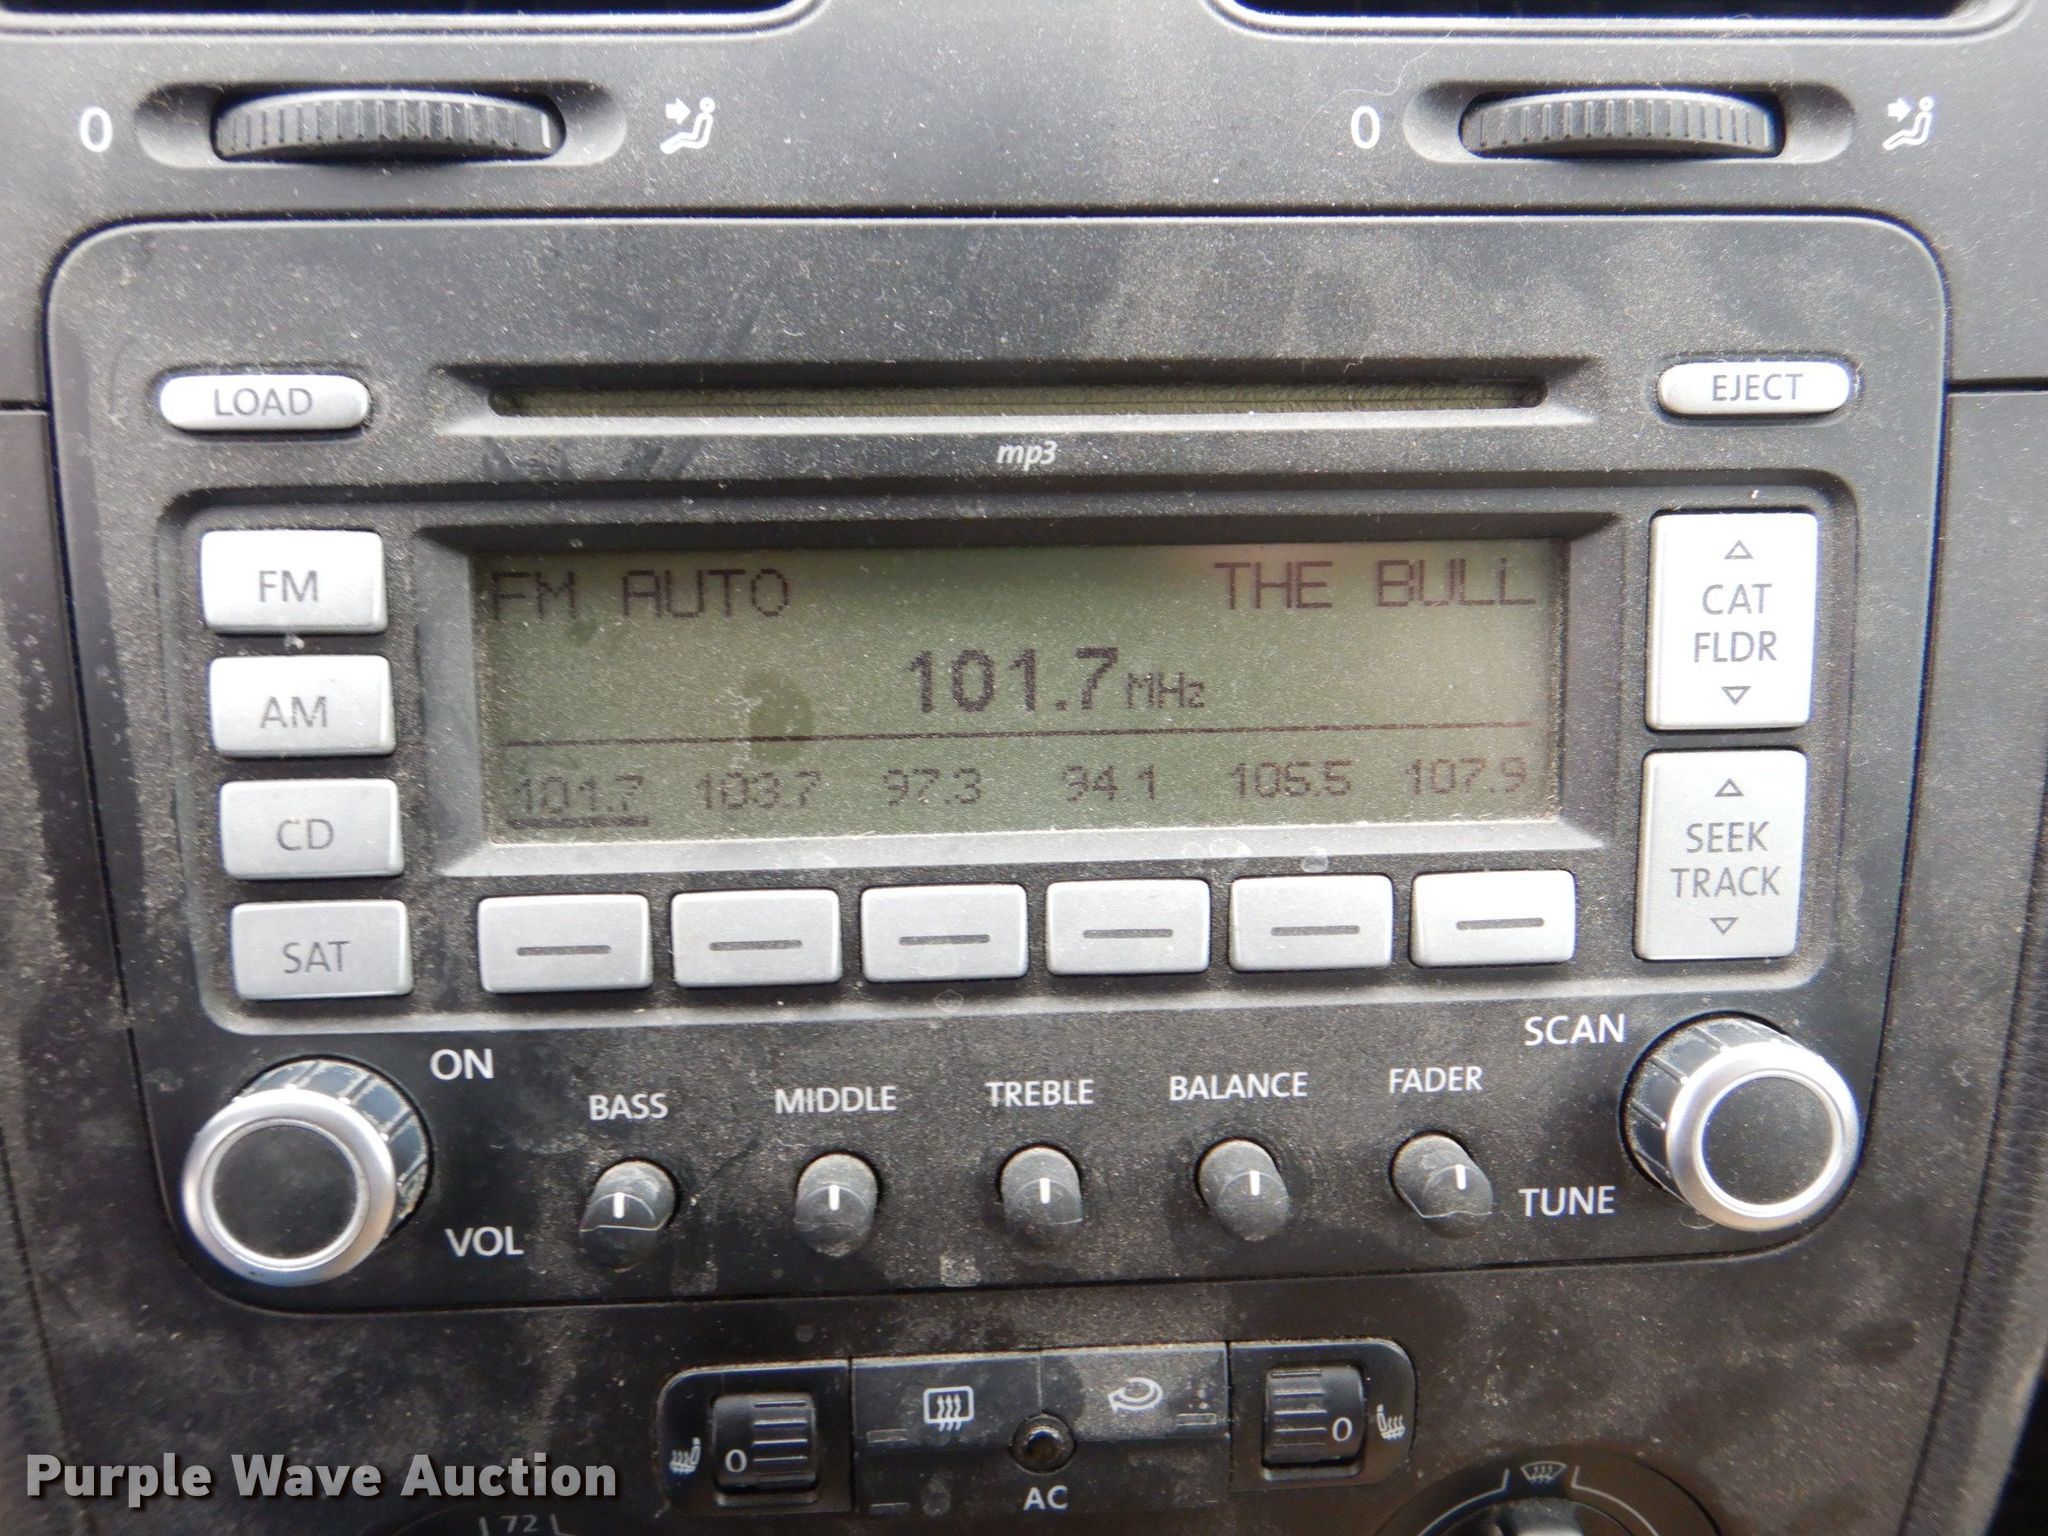 0
0
LOAD
EJECT
mp3
FM
AM
CD
SAT
FM AUTO THE BULL
101.7 MHz
101.7 103.7 97.3 94.1 105.5 107.9
CAT
FLDR
SEEK
TRACK
ON
VOL
BASS
MIDDLE
TREBLE
BALANCE
FADER
SCAN
TUNE
0
0
AC
72
Purple Wave Auction